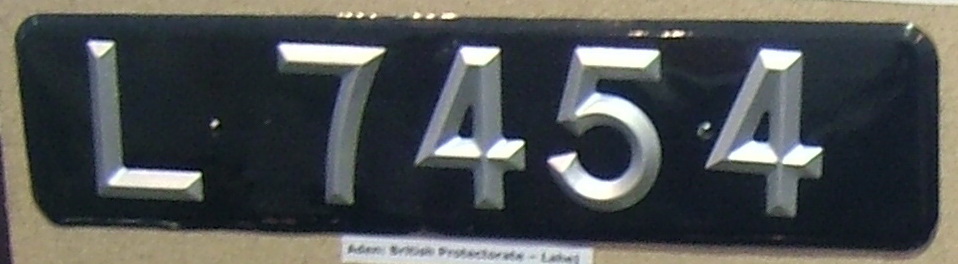 L 7454
Aden: British Protectorate - Lahej